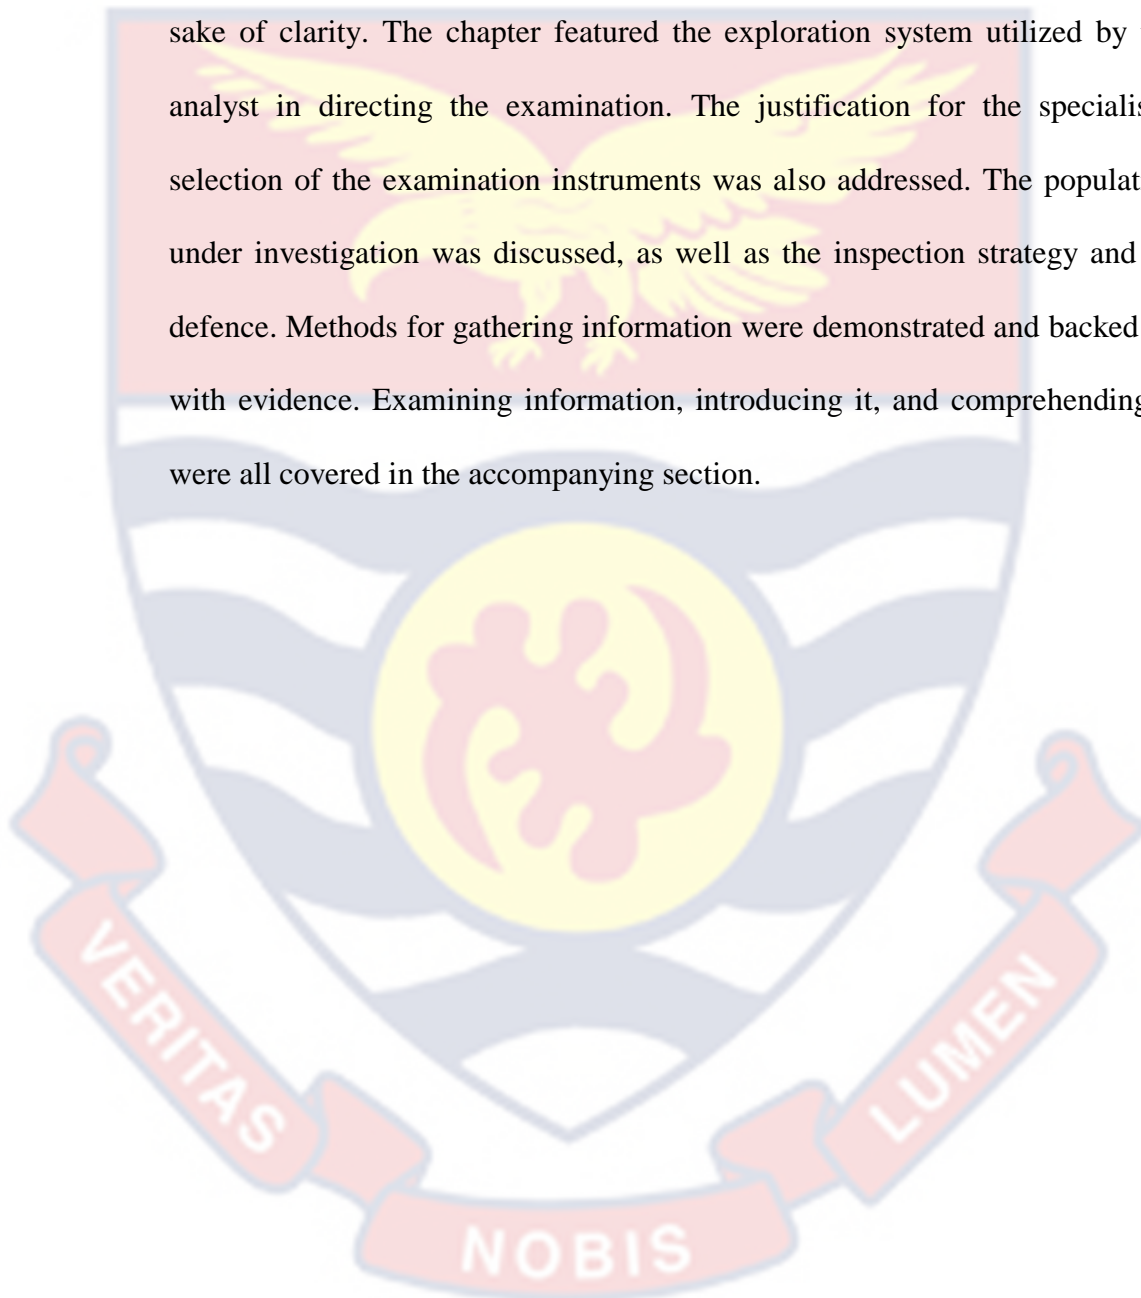 sake of clarity. The chapter featured the exploration system utilized by
analyst in directing the examination. The justification for the
selection of the examination instruments was also addressed. The
under investigation was discussed, as well as the inspection strategy and
defence. Methods for gathering information were demonstrated and backed
with evidence. Examining information, introducing it, and comprehending
were all covered in the accompanying section.
VERITAS
NOBIS
LUMEN